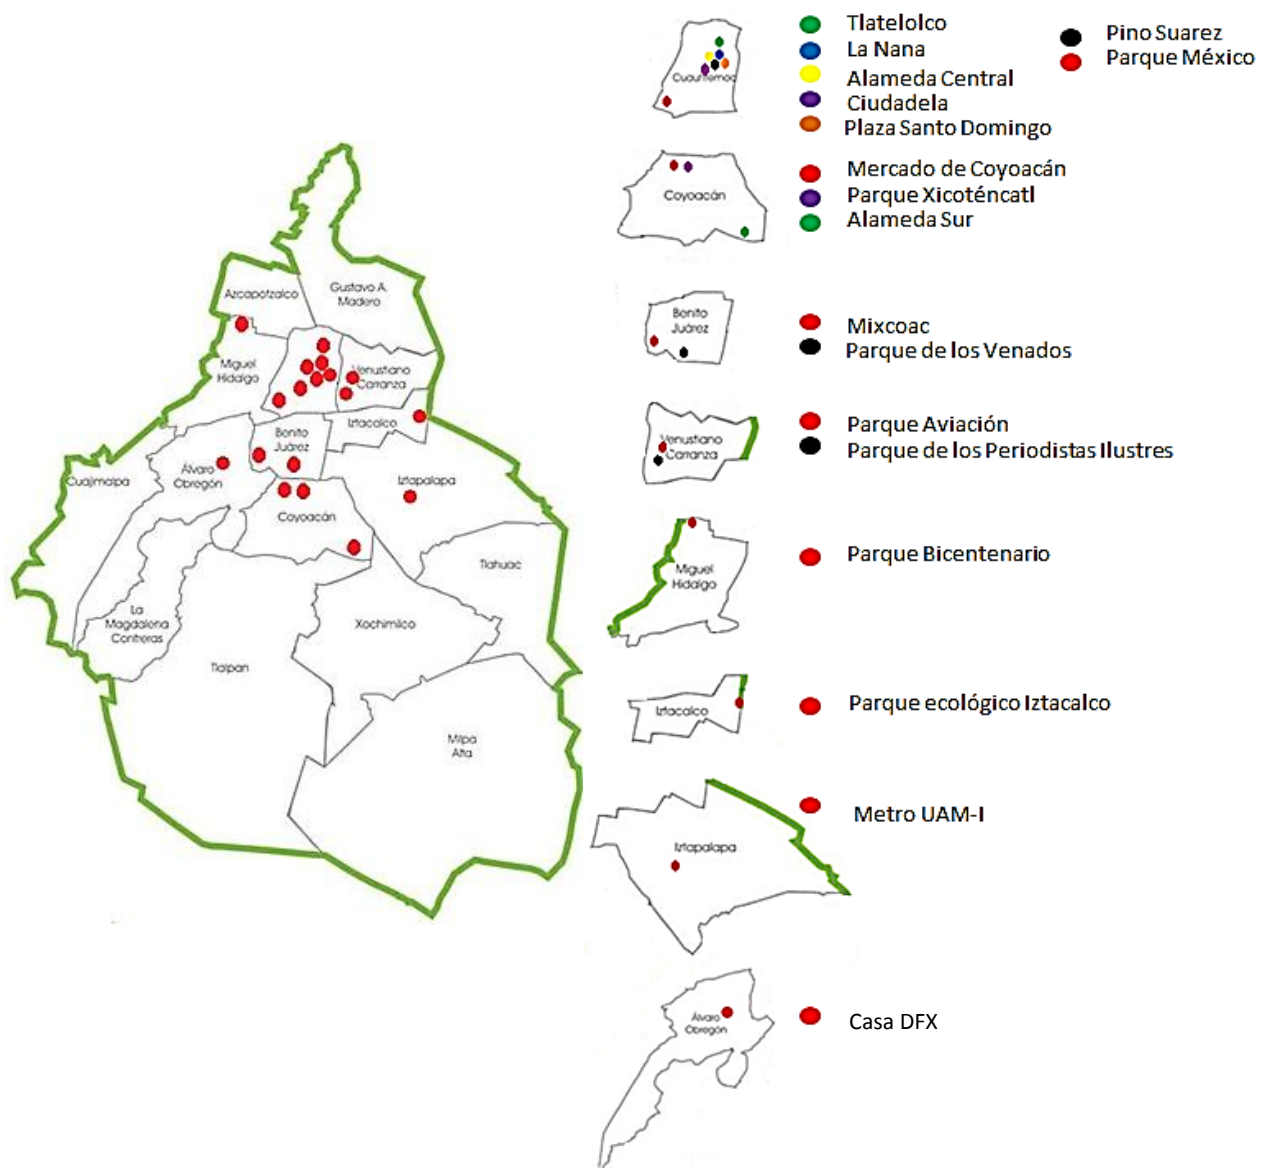 Azcapotzalco
Gustavo A.
Madero
Miguel
Hidalgo
Venustiano
Carranza
Iztacalco
Benito
Juárez
Álvaro
Obregón
Cuajimalpa
Iztapalapa
Coyoacán
Tlahuac
La
Magdalena
Contreras
Xochimilco
Tlalpan
Milpa
Alta
Cuauhtemoc
Tlatelolco
La Nana
Alameda Central
Ciudadela
Plaza Santo Domingo
Pino Suarez
Parque México
Coyoacán
Mercado de Coyoacán
Parque Xicoténcatl
Alameda Sur
Benito
Juárez
Mixcoac
Parque de los Venados
Venustiano
Carranza
Parque Aviación
Parque de los Periodistas Ilustres
Miguel
Hidalgo
Parque Bicentenario
Iztacalco
Parque ecológico Iztacalco
Iztapalapa
Metro UAM-I
Álvaro
Obregón
Casa DFX